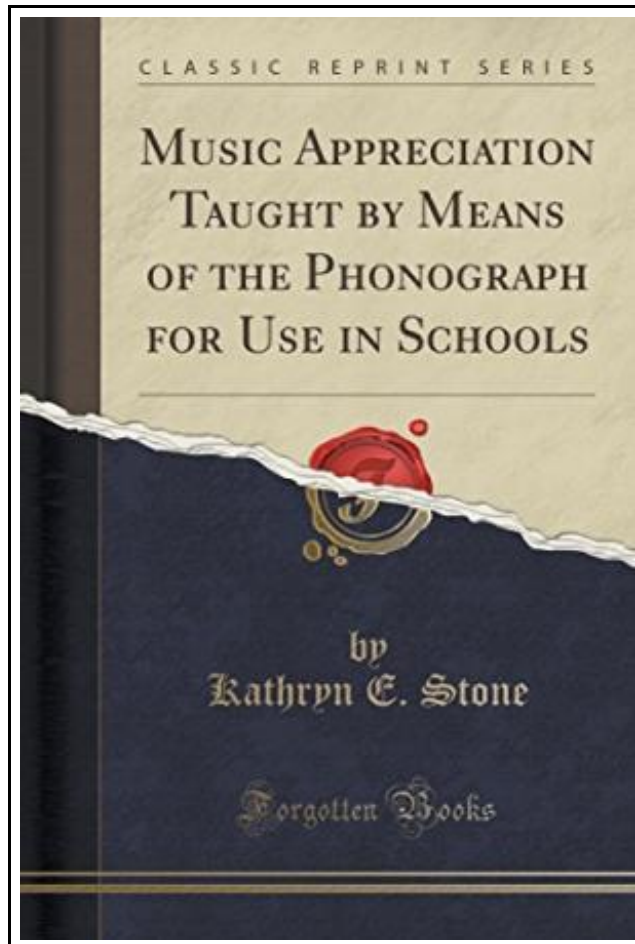 CLASSIC REPRINT SERIES
MUSIC APPRECIATION
TAUGHT BY MEANS
OF THE PHONOGRAPH
FOR USE IN SCHOOLS
by
Kathryn E. Stone
Forgotten Books